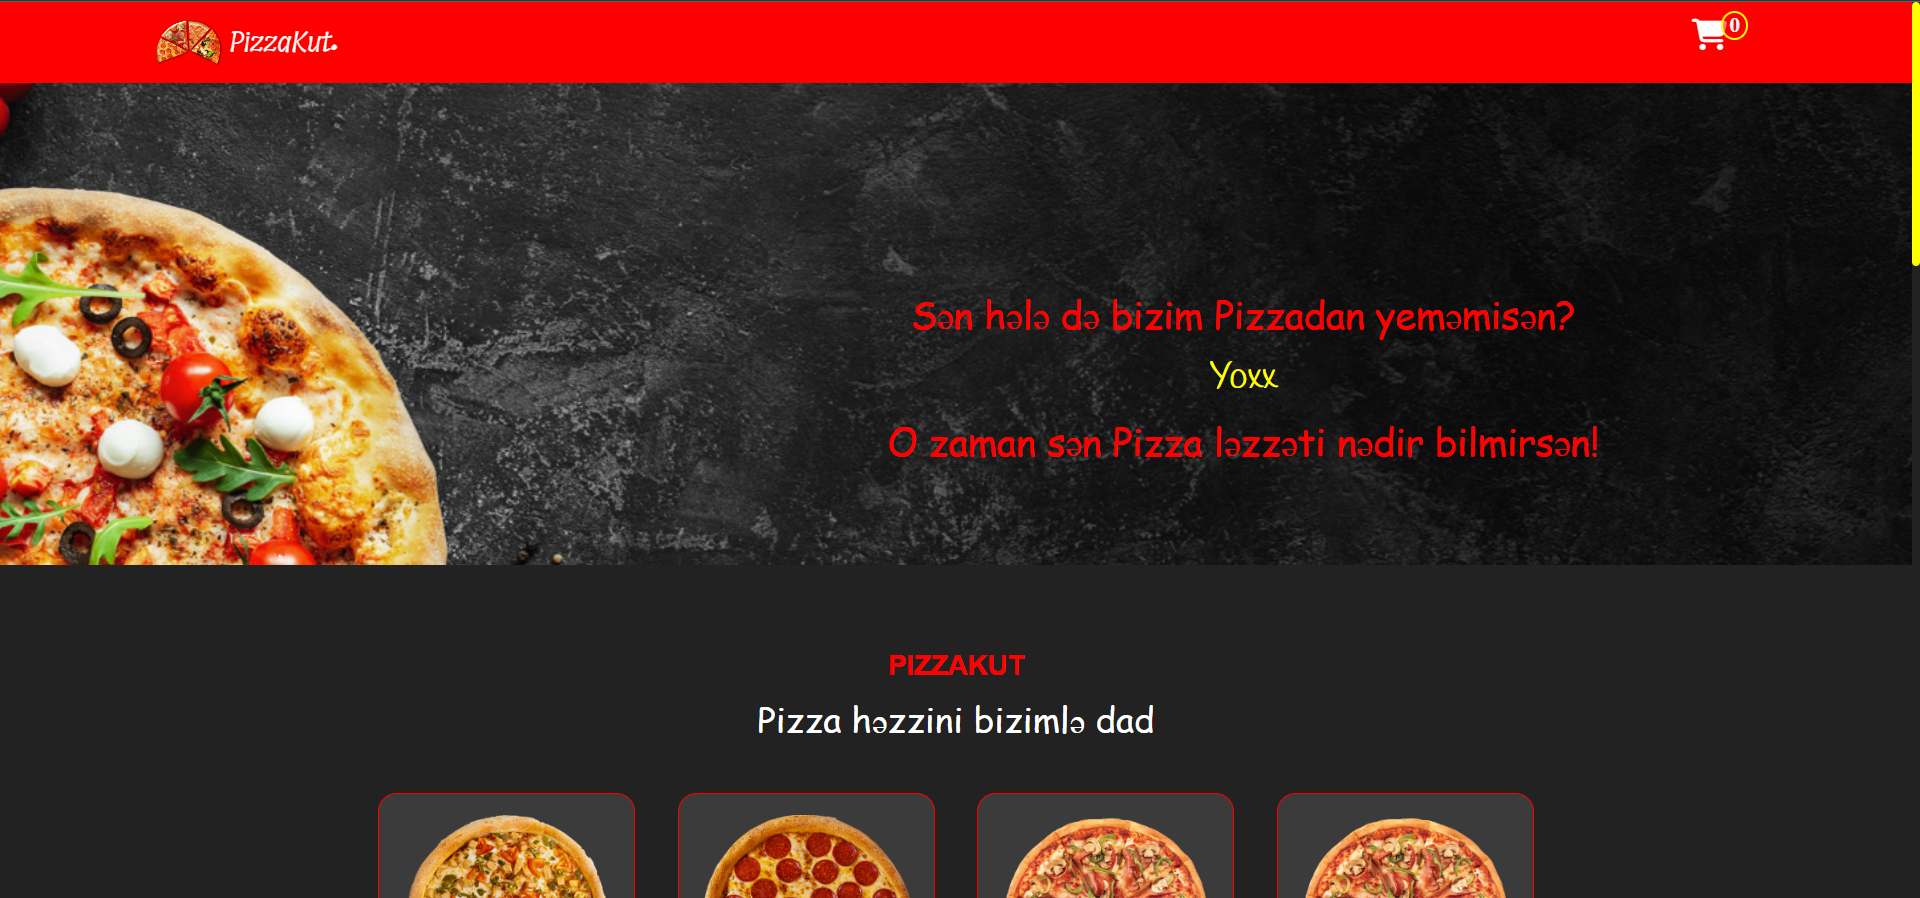 PizzaKut.
0
Sən hələ də bizim Pizzadan yeməmisən?
Yoxx
O zaman sən Pizza ləzzəti nədir bilmirsən!
PIZZAKUT
Pizza həzzini bizimlə dad